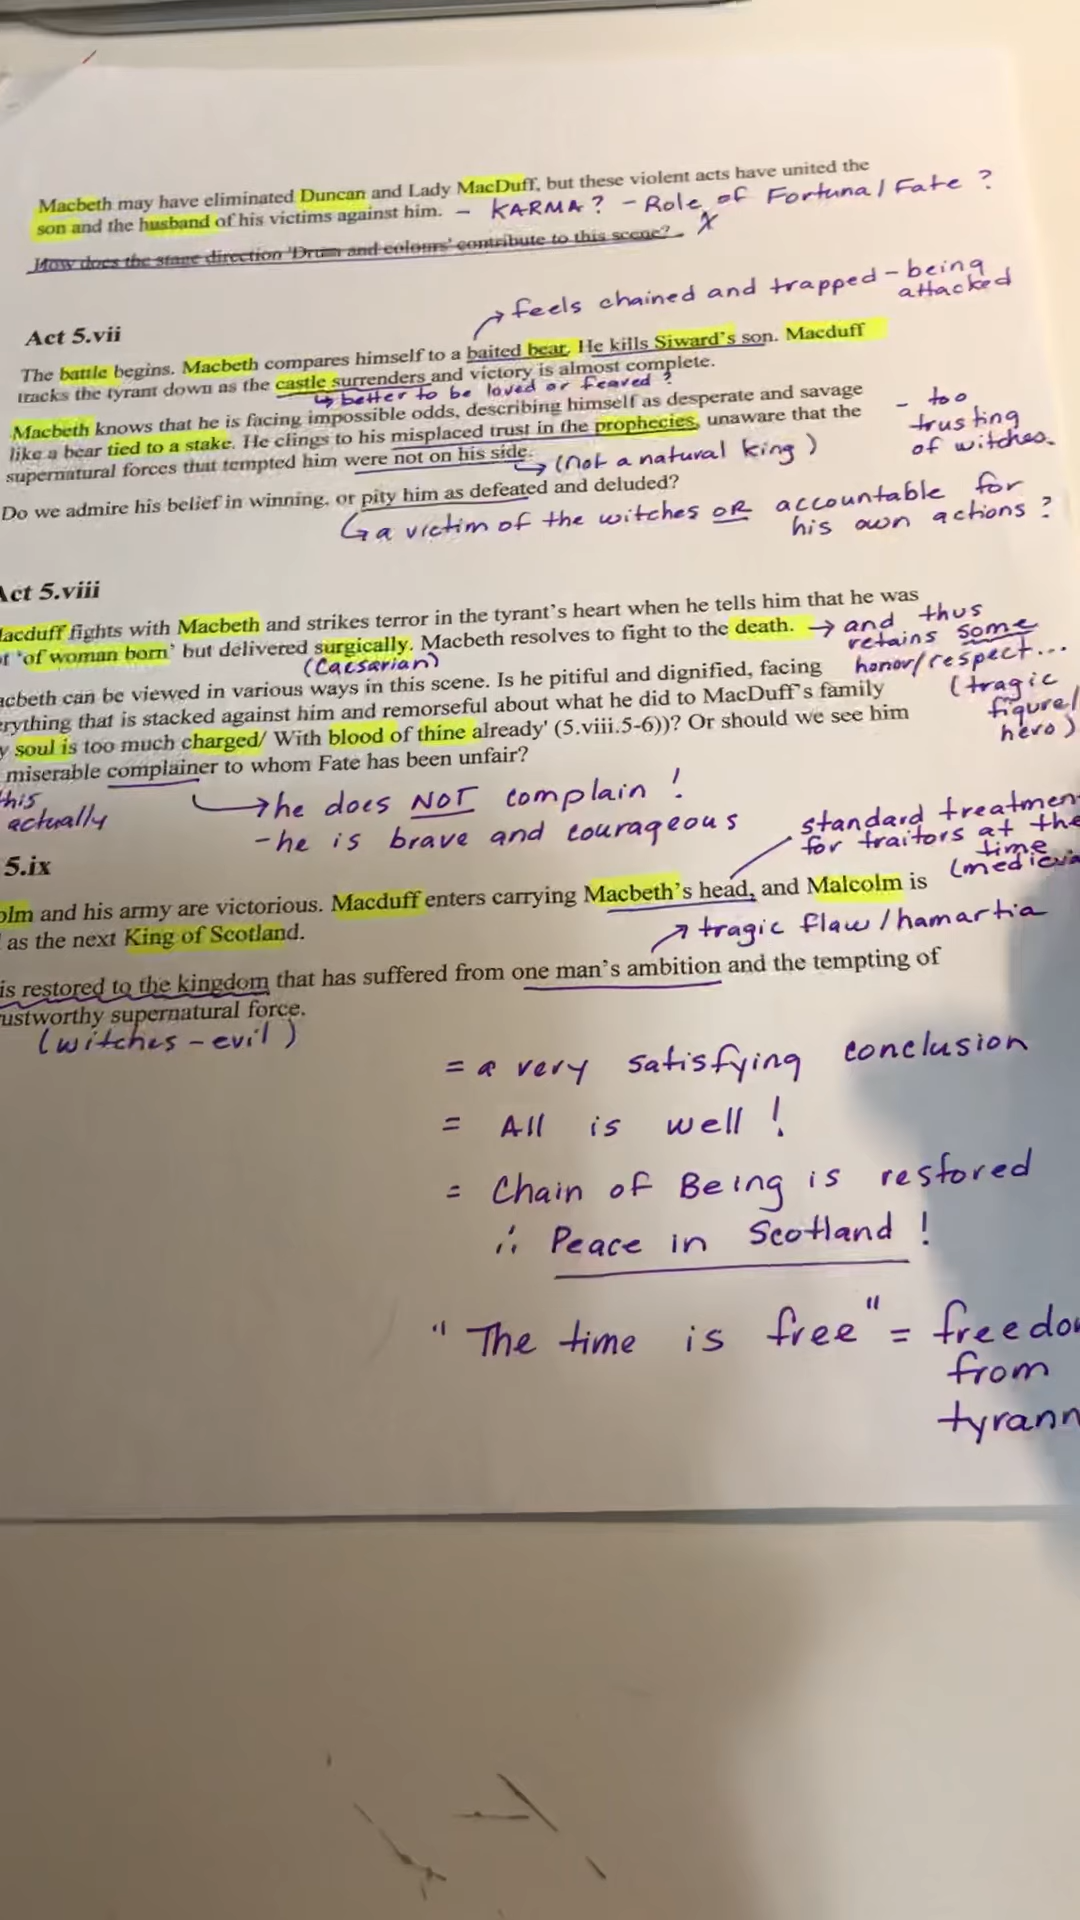 Macbeth may have eliminated Duncan and Lady MacDuff, but these violent acts have united the
son and the husband of his victims against him. - KARMA? - Role of Fortuna/Fate?
How does the stage direction 'Drum and colours' contribute to this scene? X
→ feels chained and trapped - being
attacked
Act 5.vii
The battle begins. Macbeth compares himself to a baited bear. He kills Siward's son. Macduff
tracks the tyrant down as the castle surrenders and victory is almost complete.
↳ better to be loved or feared?
Macbeth knows that he is facing impossible odds, describing himself as desperate and savage
like a bear tied to a stake. He clings to his misplaced trust in the prophecies, unaware that the
supernatural forces that tempted him were not on his side.
- too
trusting
of witches.
→ (not a natural king)
Do we admire his belief in winning, or pity him as defeated and deluded?
↳ a victim of the witches OR accountable for
his own actions?
Act 5.viii
Macduff fights with Macbeth and strikes terror in the tyrant's heart when he tells him that he was
'of woman born' but delivered surgically. Macbeth resolves to fight to the death. → and thus
retains some
honor/respect...
(tragic
figure/
hero)
(Caesarian)
acbeth can be viewed in various ways in this scene. Is he pitiful and dignified, facing
erything that is stacked against him and remorseful about what he did to MacDuff's family
y soul is too much charged/ With blood of thine already' (5.viii.5-6))? Or should we see him
miserable complainer to whom Fate has been unfair?
this
actually
→ he does NOT complain!
- he is brave and courageous
standard treatmen
for traitors at the
time
(medieva
5.ix
olm and his army are victorious. Macduff enters carrying Macbeth's head, and Malcolm is
as the next King of Scotland.
→ tragic flaw/hamartia
is restored to the kingdom that has suffered from one man's ambition and the tempting of
ustworthy supernatural force.
(witches - evil)
= a very satisfying conclusion
= All is well!
= Chain of Being is restored
∴ Peace in Scotland!
"The time is free" = freedo
from
tyrann